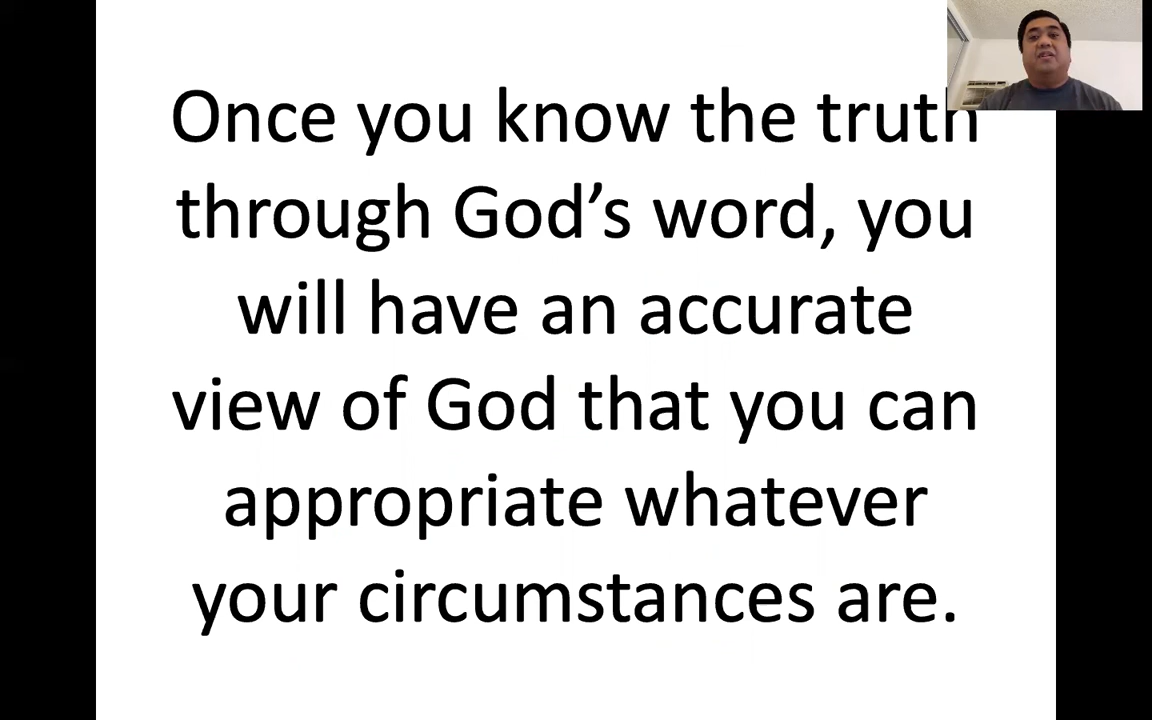 Once you know the truth
through God’s word, you
will have an accurate
view of God that you can
appropriate whatever
your circumstances are.